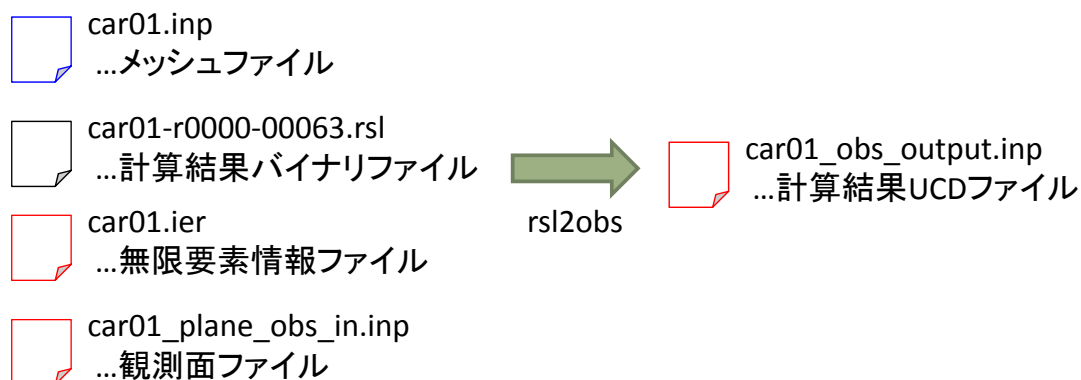 car01.inp
…メッシュファイル
car01-r0000-00063.rsl
…計算結果バイナリファイル
car01.ier
…無限要素情報ファイル
car01_plane_obs_in.inp
…観測面ファイル
rsl2obs
car01_obs_output.inp
…計算結果UCDファイル